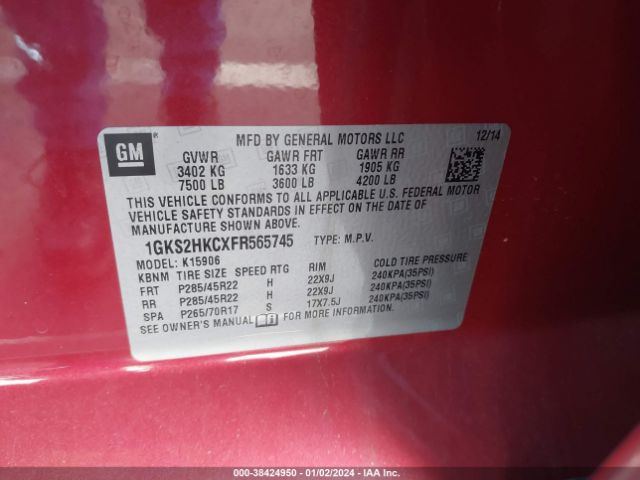 GM
®
MFD BY GENERAL MOTORS LLC 12/14
GVWR GAWR FRT GAWR RR
3402 KG 1633 KG 1905 KG
7500 LB 3600 LB 4200 LB
THIS VEHICLE CONFORMS TO ALL APPLICABLE U.S. FEDERAL MOTOR
VEHICLE SAFETY STANDARDS IN EFFECT ON THE DATE OF
MANUFACTURE SHOWN ABOVE.
1GKS2HKCXFR565745 TYPE: M.P.V.
MODEL: K15906
KBNM TIRE SIZE SPEED RTG RIM COLD TIRE PRESSURE
FRT P285/45R22 H 22X9J 240KPA(35PSI)
RR P285/45R22 H 22X9J 240KPA(35PSI)
SPA P265/70R17 S 17X7.5J 240KPA(35PSI)
SEE OWNER'S MANUAL FOR MORE INFORMATION.
000-38424950 - 01/02/2024 - IAA Inc.